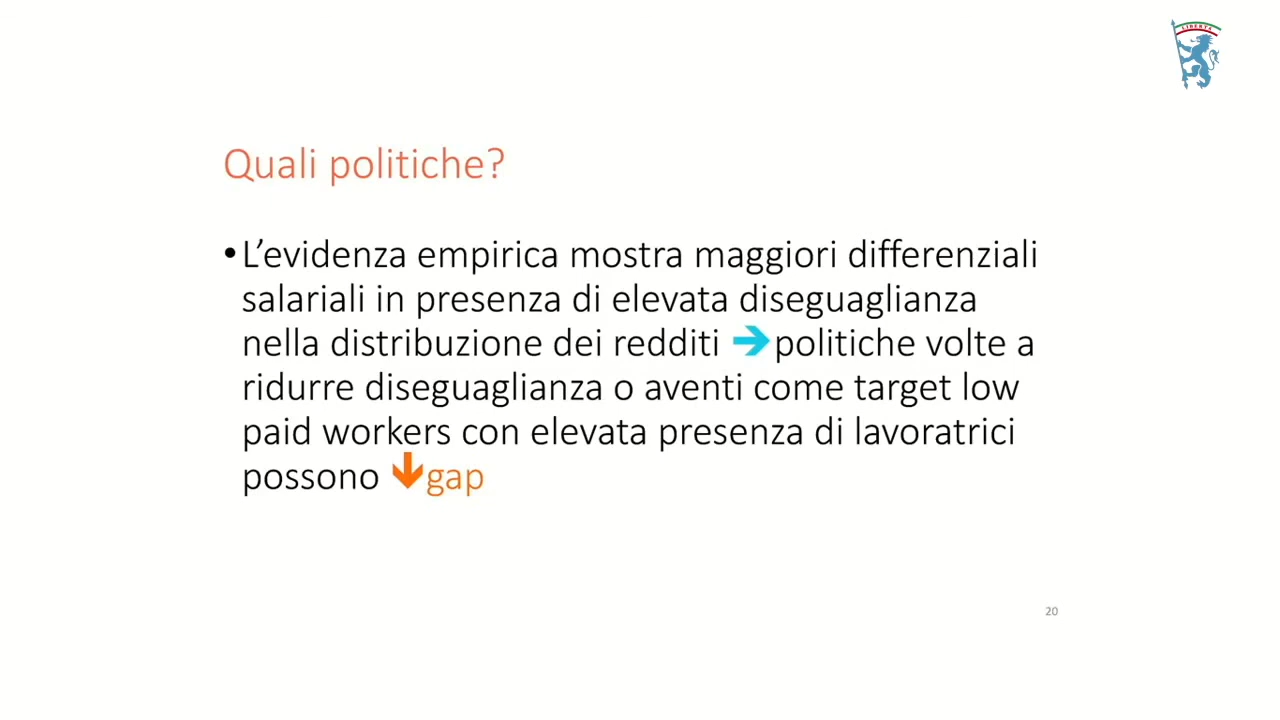 LIBERTÀ
Quali politiche?
•L’evidenza empirica mostra maggiori differenziali
salariali in presenza di elevata diseguaglianza
nella distribuzione dei redditi ➔politiche volte a
ridurre diseguaglianza o aventi come target low
paid workers con elevata presenza di lavoratrici
possono 🡇gap
20